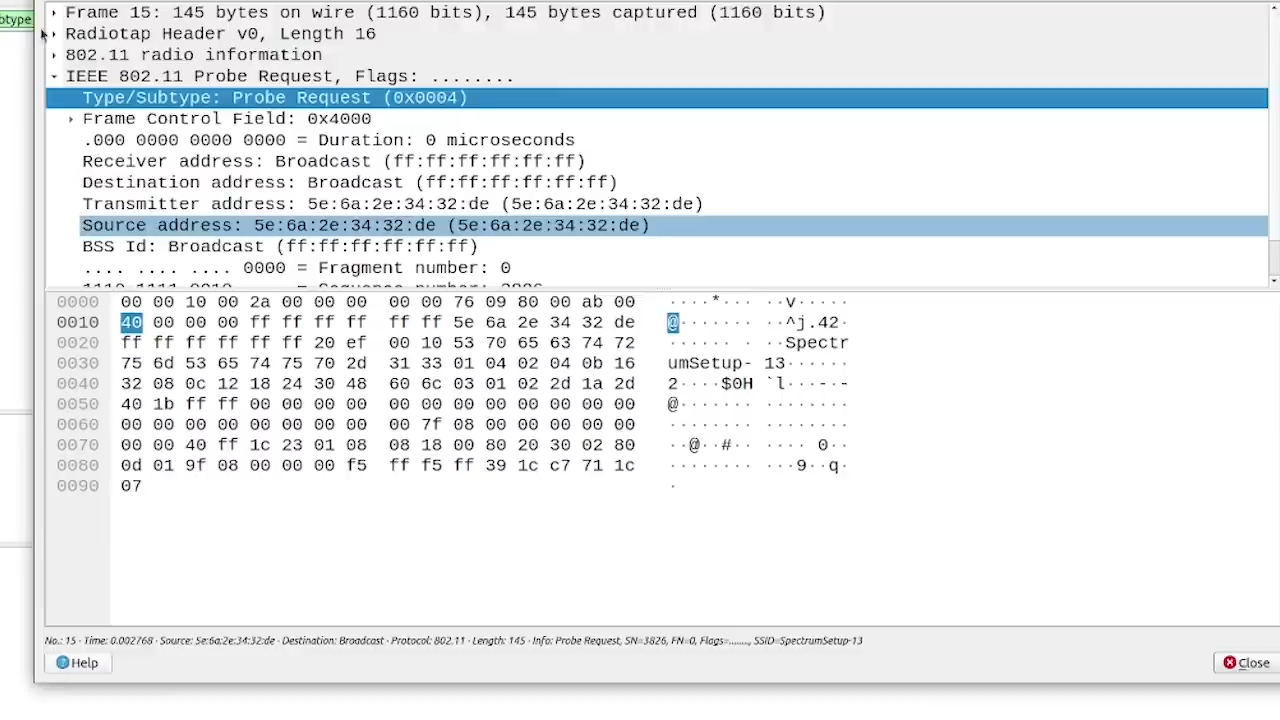 btype
Frame 15: 145 bytes on wire (1160 bits), 145 bytes captured (1160 bits)
Radiotap Header v0, Length 16
802.11 radio information
IEEE 802.11 Probe Request, Flags: ........
Type/Subtype: Probe Request (0x0004)
Frame Control Field: 0x4000
.000 0000 0000 0000 = Duration: 0 microseconds
Receiver address: Broadcast (ff:ff:ff:ff:ff:ff)
Destination address: Broadcast (ff:ff:ff:ff:ff:ff)
Transmitter address: 5e:6a:2e:34:32:de (5e:6a:2e:34:32:de)
Source address: 5e:6a:2e:34:32:de (5e:6a:2e:34:32:de)
BSS Id: Broadcast (ff:ff:ff:ff:ff:ff)
.... .... .... 0000 = Fragment number: 0
1110 1111 0010 .... = Sequence number: 3826
0000 00 00 10 00 2a 00 00 00 00 00 76 09 80 00 ab 00 ····*··· ··v·····
0010 40 00 00 00 ff ff ff ff ff ff 5e 6a 2e 34 32 de @······· ··^j.42·
0020 ff ff ff ff ff ff 20 ef 00 10 53 70 65 63 74 72 ······ · ··Spectr
0030 75 6d 53 65 74 75 70 2d 31 33 01 04 02 04 0b 16 umSetup- 13······
0040 32 08 0c 12 18 24 30 48 60 6c 03 01 02 2d 1a 2d 2····$0H `l···-·-
0050 40 1b ff ff 00 00 00 00 00 00 00 00 00 00 00 00 @······· ········
0060 00 00 00 00 00 00 00 00 00 7f 08 00 00 00 00 00 ········ ········
0070 00 00 40 ff 1c 23 01 08 08 18 00 80 20 30 02 80 ··@··#·· ···· 0··
0080 0d 01 9f 08 00 00 00 f5 ff f5 ff 39 1c c7 71 1c ········ ···9··q·
0090 07 ·
No.: 15 · Time: 0.002768 · Source: 5e:6a:2e:34:32:de · Destination: Broadcast · Protocol: 802.11 · Length: 145 · Info: Probe Request, SN=3826, FN=0, Flags=........, SSID=SpectrumSetup-13
Help
Close